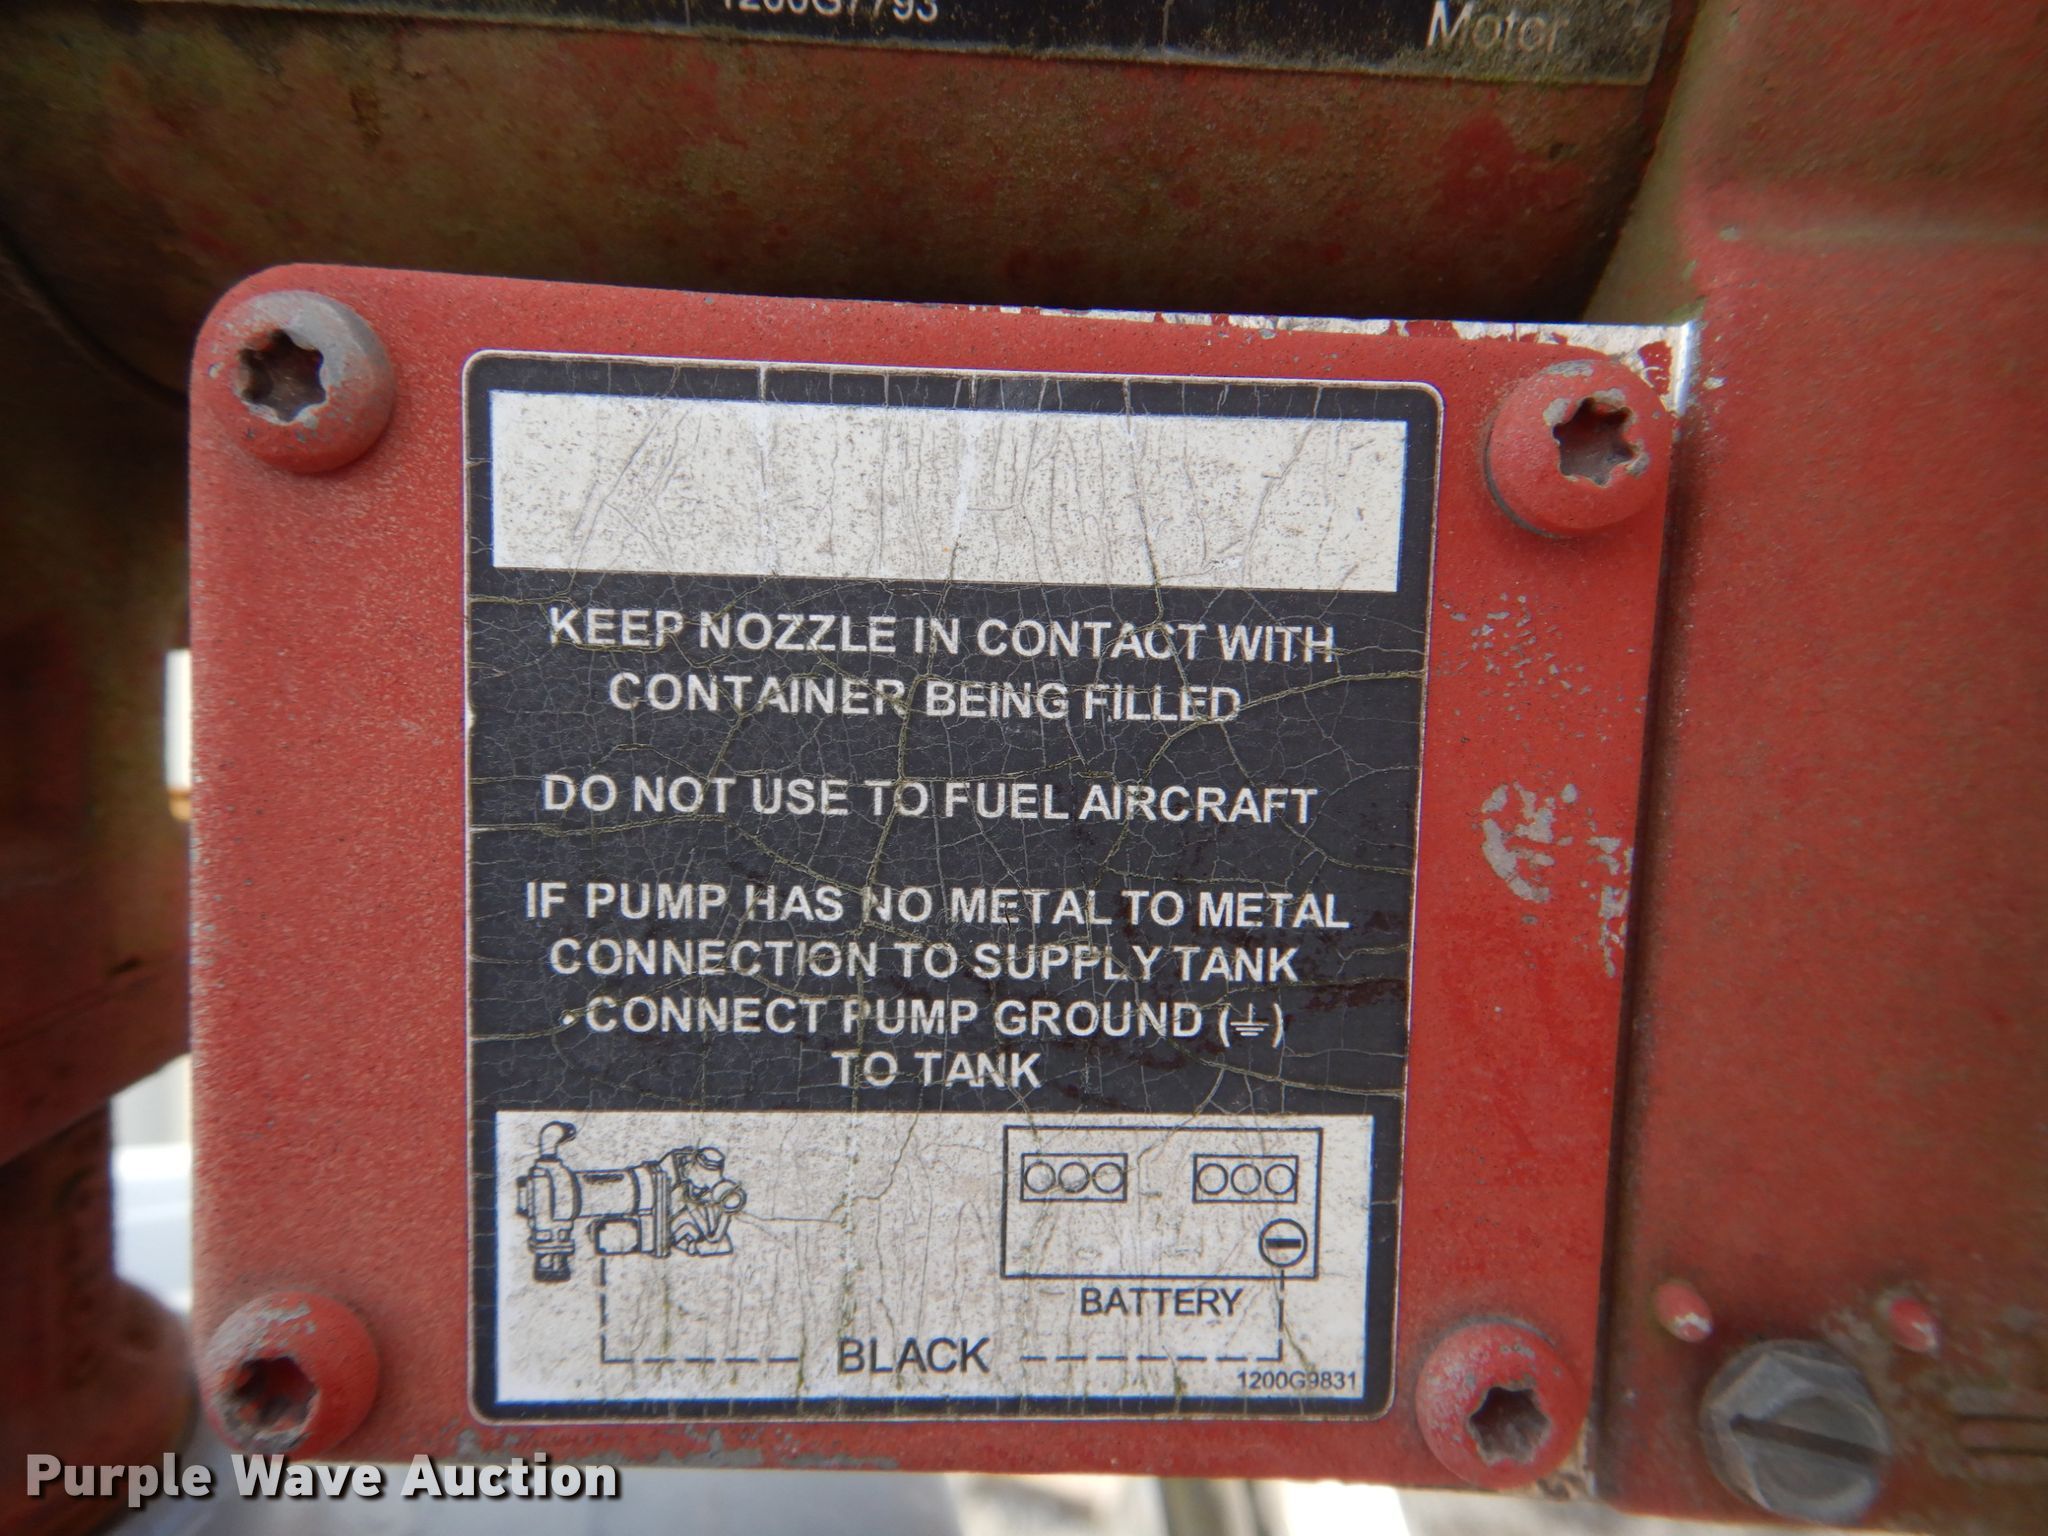 1200G7793
Motor
KEEP NOZZLE IN CONTACT WITH
CONTAINER BEING FILLED
DO NOT USE TO FUEL AIRCRAFT
IF PUMP HAS NO METAL TO METAL
CONNECTION TO SUPPLY TANK
• CONNECT PUMP GROUND (⏚)
TO TANK
BATTERY
BLACK
1200G9831
Purple Wave Auction